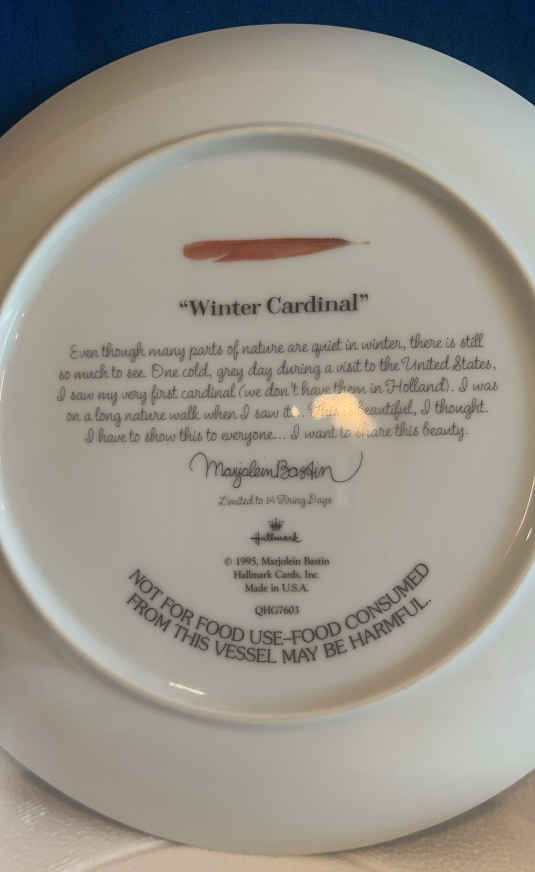 “Winter Cardinal”
Even though many parts of nature are quiet in winter, there is still
so much to see. One cold, grey day during a visit to the United States,
I saw my very first cardinal (we don't have them in Holland). I was
on a long nature walk when I saw beautiful, I thought.
I have to show this to everyone... I want to share this beauty.
Marjolein Bastin
Limited to 14 Firing Days
Hallmark
© 1995, Marjolein Bastin
Hallmark Cards, Inc.
Made in U.S.A.
QHG7603
NOT FOR FOOD USE–FOOD CONSUMED
FROM THIS VESSEL MAY BE HARMFUL.